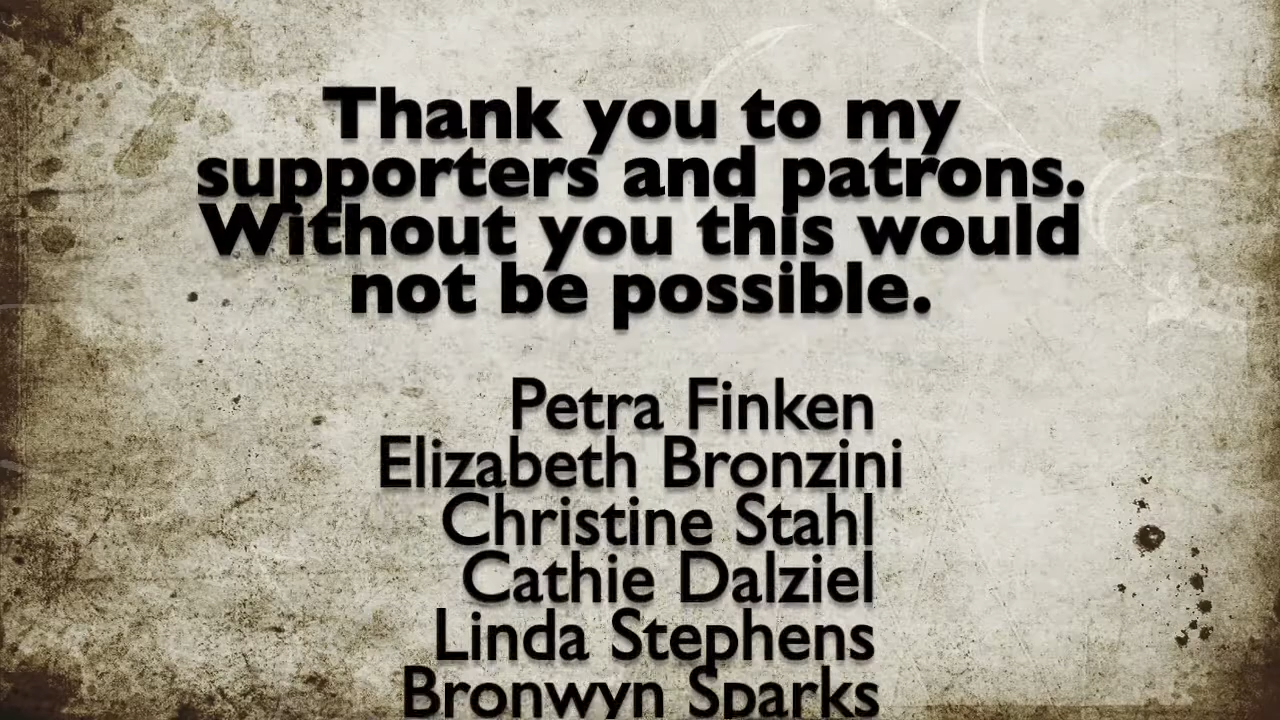 Thank you to my
supporters and patrons.
Without you this would
not be possible.
Petra Finken
Elizabeth Bronzini
Christine Stahl
Cathie Dalziel
Linda Stephens
Bronwyn Sparks